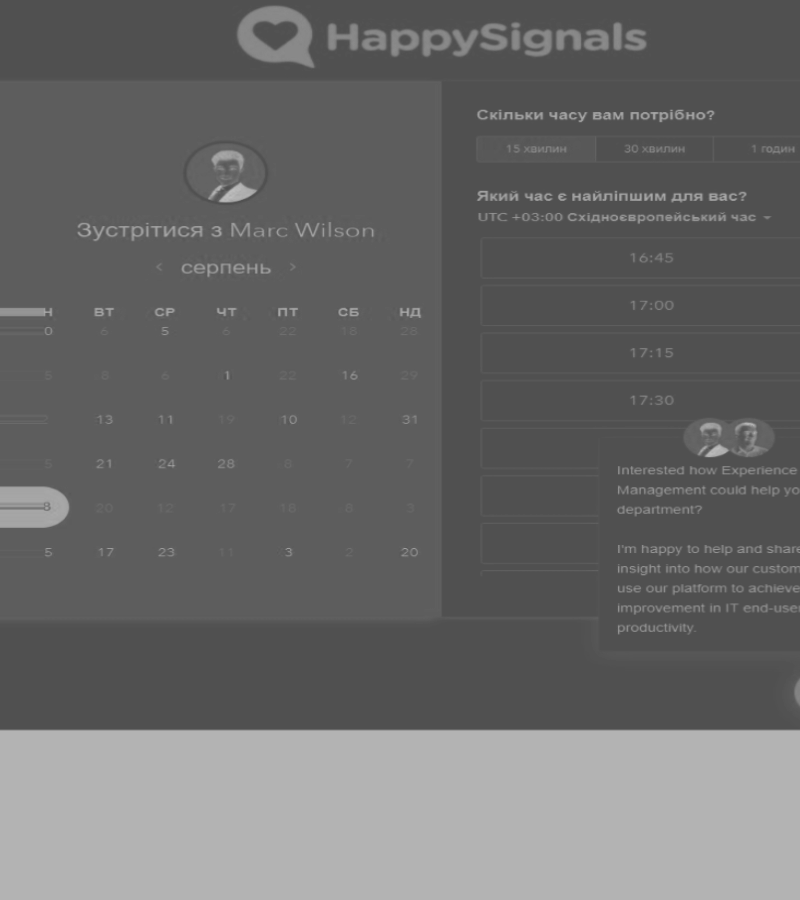 HappySignals
Зустрітися з Marc Wilson
серпень
Н ВТ СР ЧТ ПТ СБ НД
0 6 5 6 22 18 28
5 8 6 1 22 16 29
13 11 19 10 12 31
5 21 24 28 6 7 7
8 20 12 17 18 8 3
5 17 23 11 3 2 20
Скільки часу вам потрібно?
15 хвилин 30 хвилин 1 годин
Який час є найліпшим для вас?
UTC +03:00 Східноєвропейський час
16:45
17:00
17:15
17:30
Interested how Experience
Management could help yo
department?
I'm happy to help and share
insight into how our custom
use our platform to achieve
improvement in IT end-user
productivity.